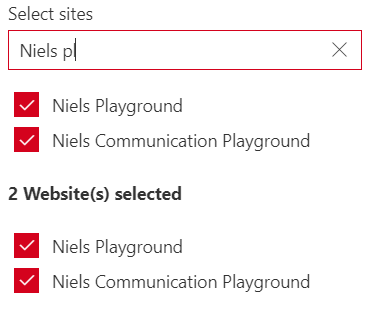 Select sites
Niels pl
Niels Playground
Niels Communication Playground
2 Website(s) selected
Niels Playground
Niels Communication Playground